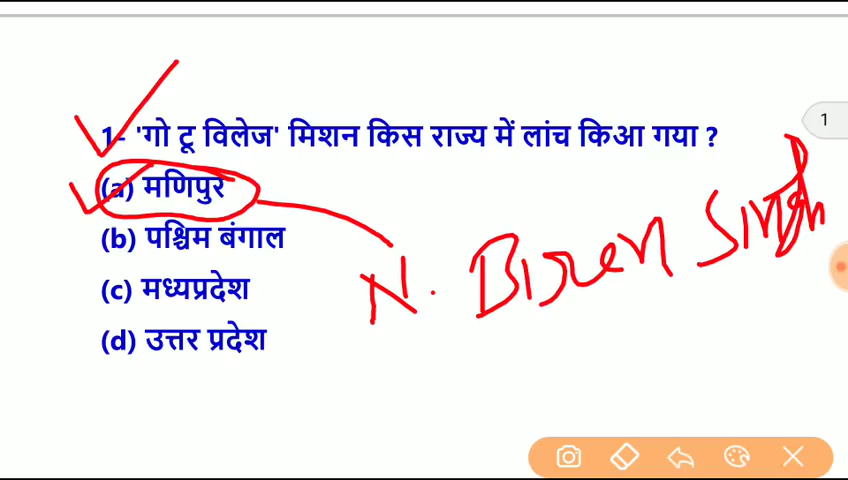 1- 'गो टू विलेज' मिशन किस राज्य में लांच किआ गया ?
(a) मणिपुर
(b) पश्चिम बंगाल
(c) मध्यप्रदेश
(d) उत्तर प्रदेश
N. Biren Singh
1